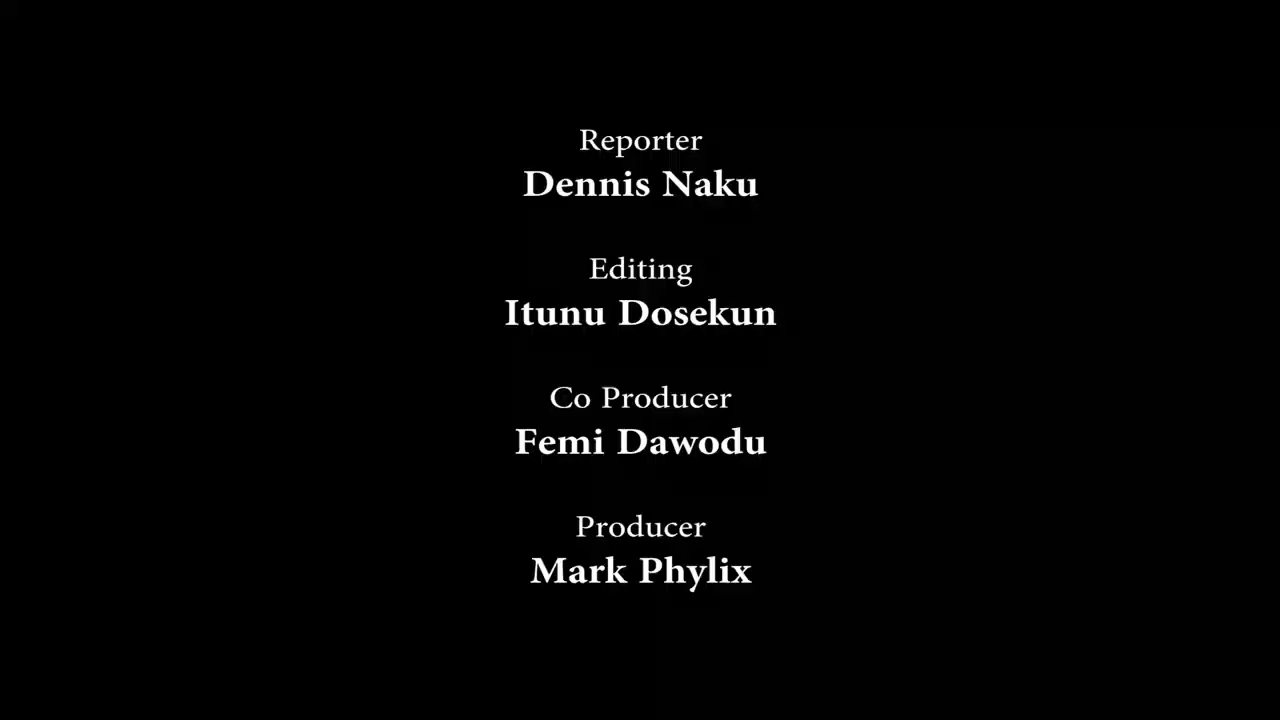 Reporter
Dennis Naku
Editing
Itunu Dosekun
Co Producer
Femi Dawodu
Producer
Mark Phylix